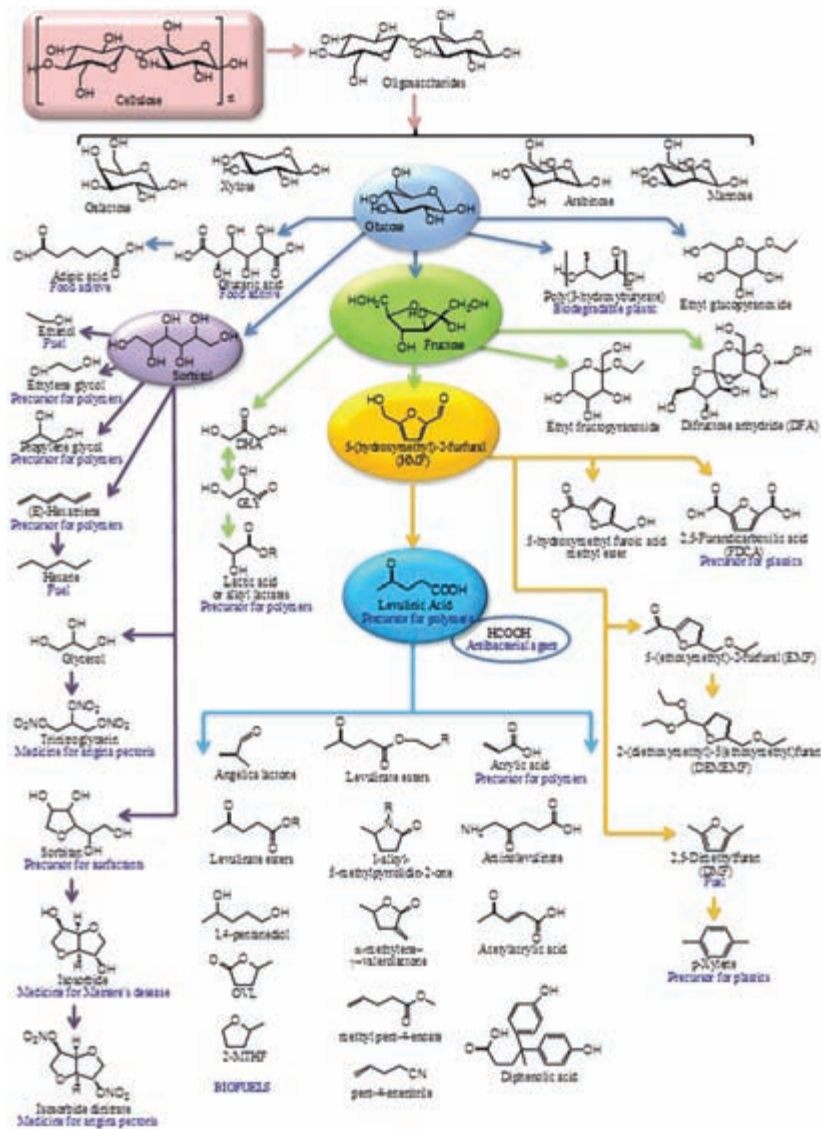 Cellulose
n
Oligosaccharides
Galactose
Xylose
Glucose
Arabinose
Mannose
Adipic acid
Food aditive
Glutaric acid
Food aditive
Poly(3-hydroxybutyrate)
Biodegradable plastic
Ethyl glucopyranoside
Ethanol
Fuel
Sorbitol
Fructose
Ethylene glycol
Precursor for polymers
Propylene glycol
Precursor for polymers
DHA
GLY
5-(hydroxymethyl)-2-furfural
(HMF)
Ethyl fructopyranoside
Difructose anhydride (DFA)
(E)-Hexatriene
Precursor for polymers
Hexane
Fuel
Lactic acid
or alkyl lactates
Precursor for polymers
5-hydroxymethyl furoic acid
methyl ester
2,5-Furandicarboxilic acid
(FDCA)
Precursor for plastics
Levulinic Acid
Precursor for polymers
HCOOH
Antibacterial agent
Glycerol
Trinitroglycerin
Medicine for angina pectoris
5-(ethoxymethyl)-2-furfural (EMF)
2-(diethoxymethyl)-5(ethoxymethyl)furan
(DEMEMF)
Angelica lactone
Levulinate esters
Acrylic acid
Precursor for polymers
Sorbitan
Precursor for surfactants
Levulinate esters
1-alkyl-
5-methylpyrolidin-2-one
Aminolevulinate
2,5-Dimethylfuran
(DMF)
Fuel
Isosorbide
Medicine for Meniere's disease
1,4-pentanediol
α-methylene-
γ-valerolactone
Acetylacrylic acid
p-Xylene
Precursor for plastics
GVL
2-MTHF
BIOFUELS
methyl pent-4-enoate
pent-4-enenitrile
Diphenolic acid
Isosorbide dinitrate
Medicine for angina pectoris